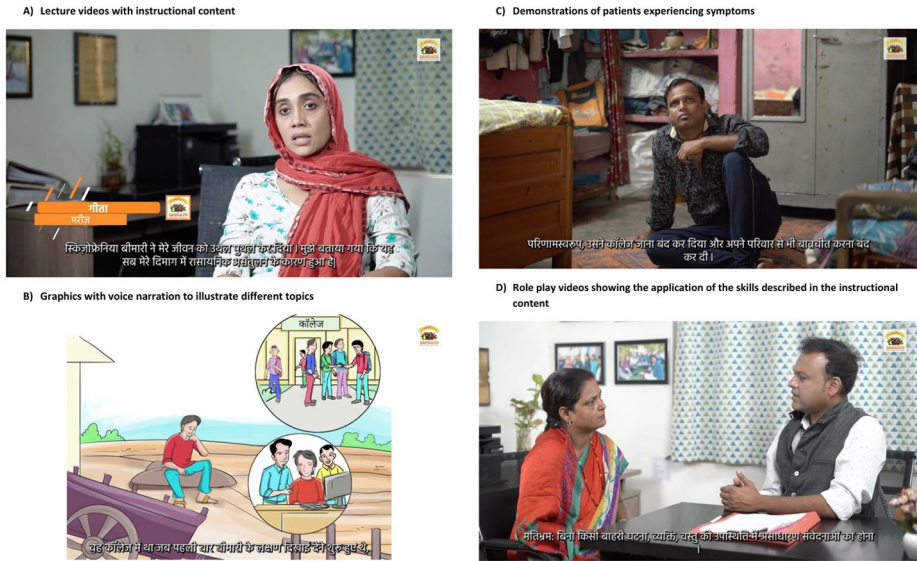 A) Lecture videos with instructional content
गीता
मरीज़
स्किज़ोफ्रेनिया बीमारी ने मेरे जीवन को उथल पुथल कर दिया। मुझे बताया गया कि यह
सब मेरे दिमाग में रासायनिक असंतुलन के कारण हुआ है|
B) Graphics with voice narration to illustrate different topics
कॉलेज
वह कॉलेज में था जब पहली बार बीमारी के लक्षण दिखाई देने शुरू हुए थे,
C) Demonstrations of patients experiencing symptoms
परिणामस्वरुप, उसने कॉलेज जाना बंद कर दिया और अपने परिवार से भी बातचीत करना बंद
कर दी।
D) Role play videos showing the application of the skills described in the instructional
content
मतिभ्रम: बिना किसी बाहरी घटना, व्यक्ति, वस्तु की उपस्थिति में असाधारण संवेदनाओं का होना
|